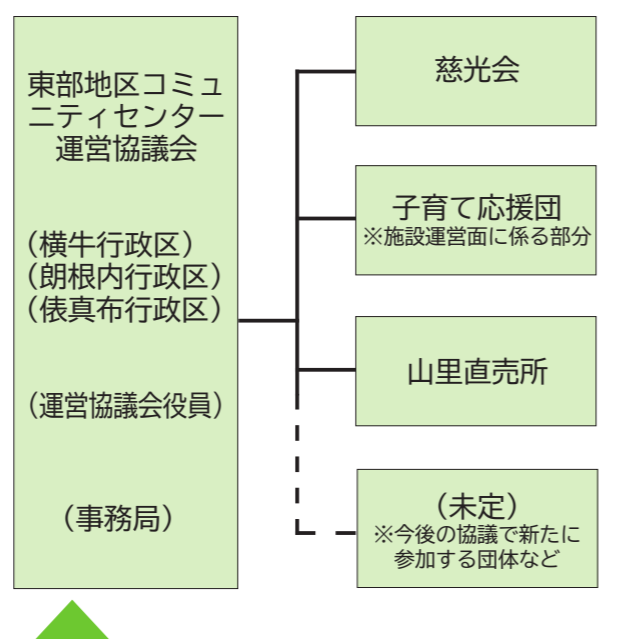 東部地区コミュ
ニティセンター
運営協議会
(横牛行政区)
(朗根内行政区)
(俵真布行政区)
(運営協議会役員)
(事務局)
慈光会
子育て応援団
※施設運営面に係る部分
山里直売所
(未定)
※今後の協議で新たに
参加する団体など